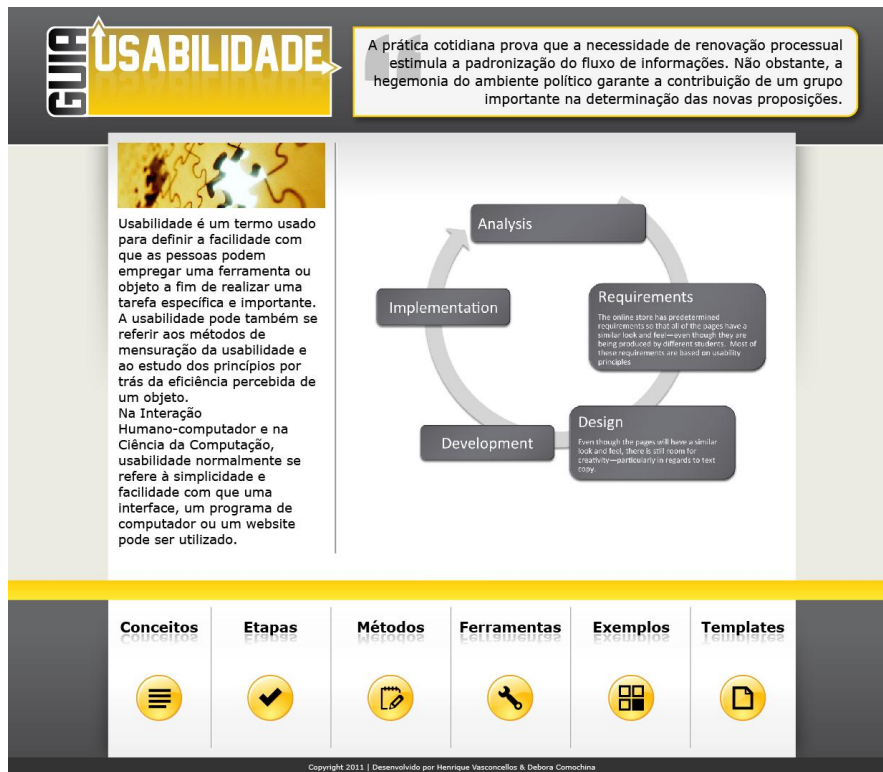 GUIA
USABILIDADE
A prática cotidiana prova que a necessidade de renovação processual
estimula a padronização do fluxo de informações. Não obstante, a
hegemonia do ambiente político garante a contribuição de um grupo
importante na determinação das novas proposições.
Usabilidade é um termo usado
para definir a facilidade com
que as pessoas podem
empregar uma ferramenta ou
objeto a fim de realizar uma
tarefa específica e importante.
A usabilidade pode também se
referir aos métodos de
mensuração da usabilidade e
ao estudo dos princípios por
trás da eficiência percebida de
um objeto.
Na Interação
Humano-computador e na
Ciência da Computação,
usabilidade normalmente se
refere à simplicidade e
facilidade com que uma
interface, um programa de
computador ou um website
pode ser utilizado.
Analysis
Requirements
The online store has predetermined
requirements so that all of the pages have a
similar look and feel—even though they are
being produced by different students. Most of
these requirements are based on usability
principles
Design
Even though the pages will have a similar
look and feel, there is still room for
creativity—particularly in regards to text
copy.
Development
Implementation
Conceitos
Etapas
Métodos
Ferramentas
Exemplos
Templates
Copyright 2011 | Desenvolvido por Henrique Vasconcellos & Debora Comochina